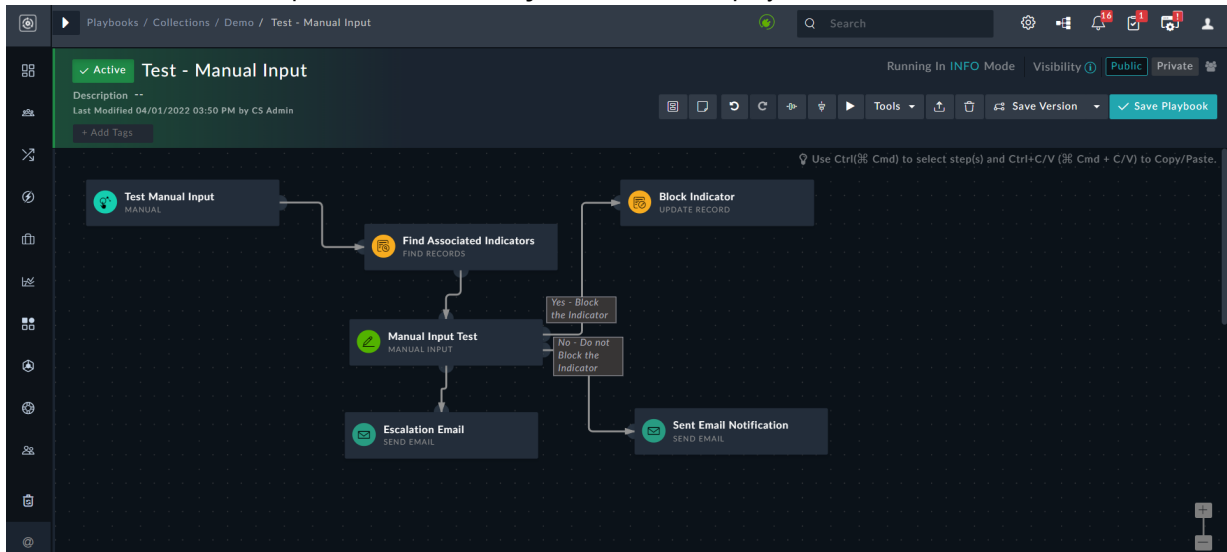 Playbooks / Collections / Demo / Test - Manual Input
Search
16
1
1
Active Test - Manual Input
Running In INFO Mode Visibility Public Private
Description --
Last Modified 04/01/2022 03:50 PM by CS Admin
Tools Save Version Save Playbook
+ Add Tags
Use Ctrl(⌘ Cmd) to select step(s) and Ctrl+C/V (⌘ Cmd + C/V) to Copy/Paste.
Test Manual Input
MANUAL
Block Indicator
UPDATE RECORD
Find Associated Indicators
FIND RECORDS
Yes - Block
the Indicator
Manual Input Test
MANUAL INPUT
No - Do not
Block the
Indicator
Escalation Email
SEND EMAIL
Sent Email Notification
SEND EMAIL
@